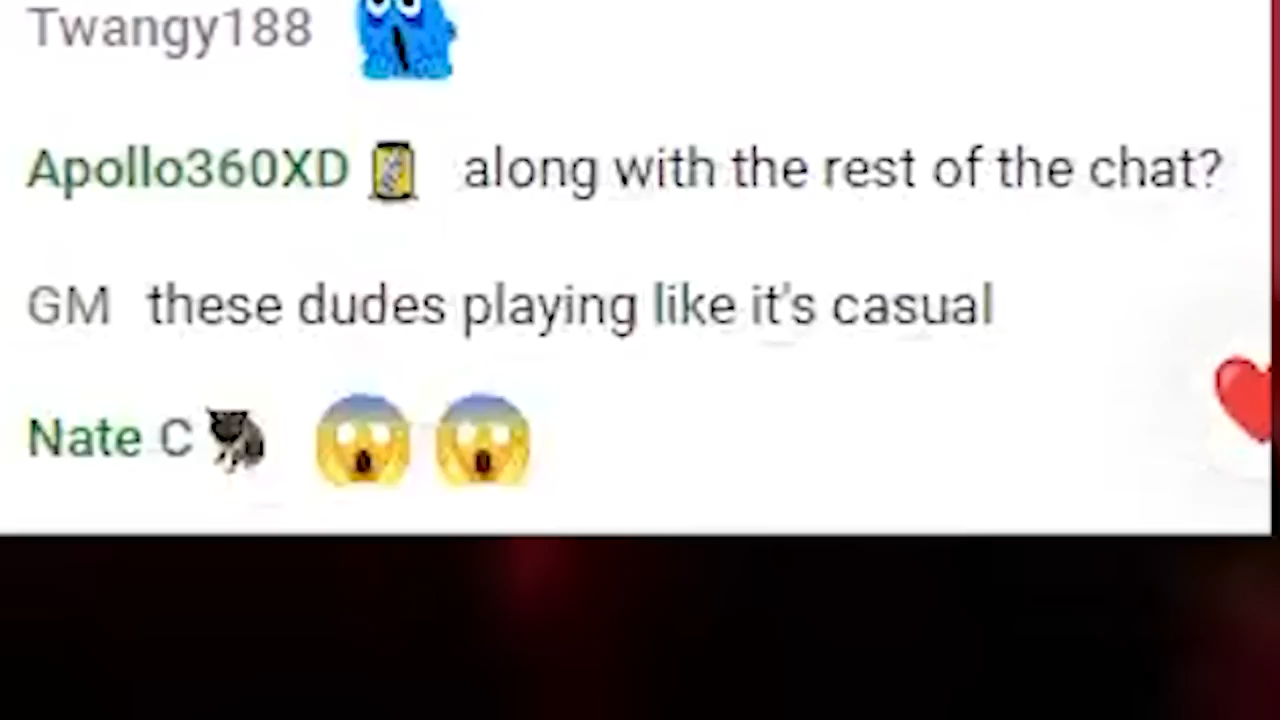 Twangy188
Apollo360XD along with the rest of the chat?
GM these dudes playing like it's casual
Nate C 😱 😱